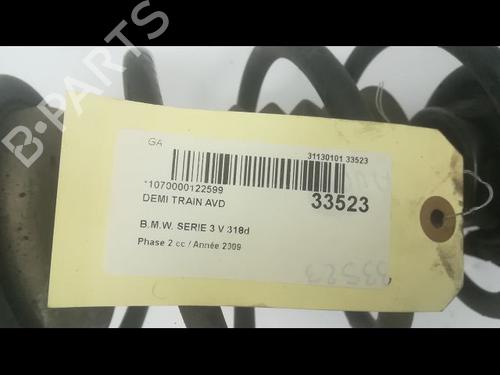 B-PARTS
GA
31130101 33523
*1070000122599
33523
DEMI TRAIN AVD
B.M.W. SERIE 3 V 318d
Phase 2 cc / Année 2009
33523